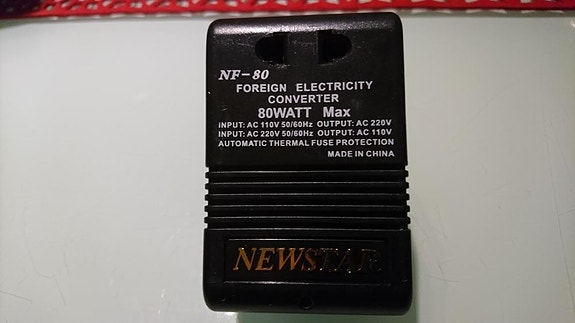 NF-80
FOREIGN ELECTRICITY
CONVERTER
80WATT Max
INPUT: AC 110V 50/60Hz OUTPUT: AC 220V
INPUT: AC 220V 50/60Hz OUTPUT: AC 110V
AUTOMATIC THERMAL FUSE PROTECTION
MADE IN CHINA
NEWSTAR